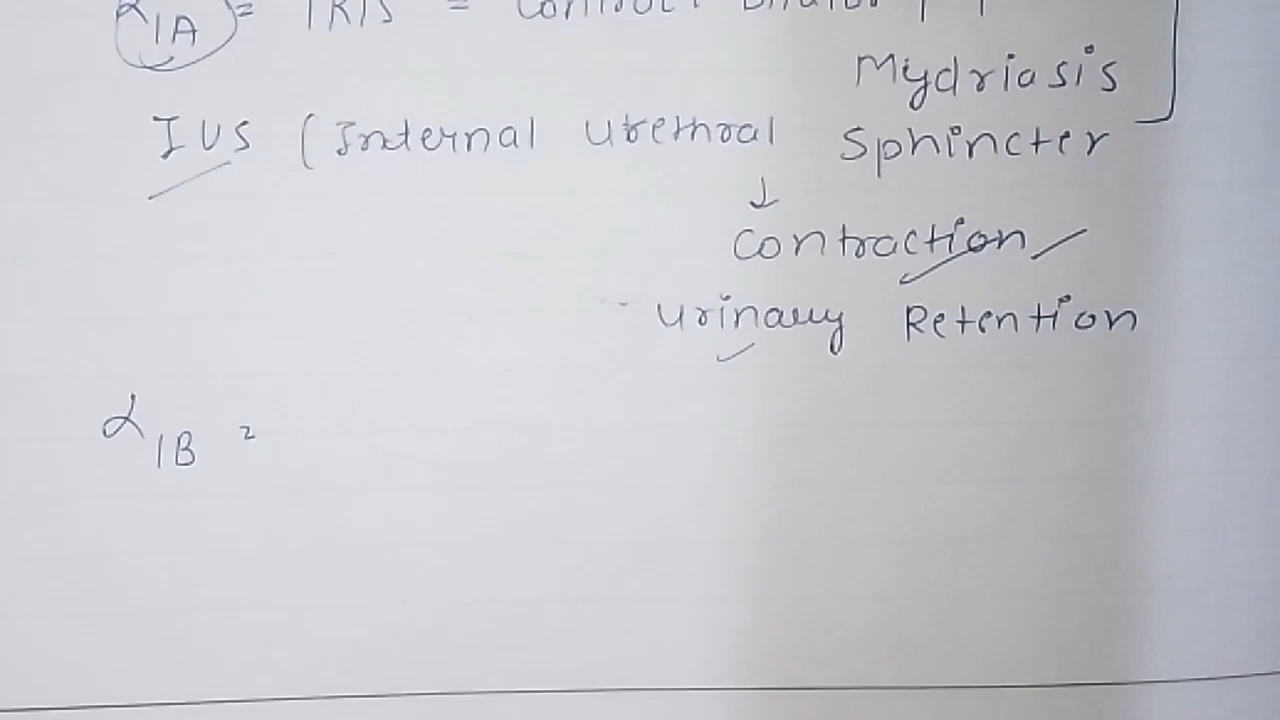 α1A = IRIS =
Mydriasis
IUS (Internal Urethral Sphincter
↓
Contraction
Urinary Retention
α1B =